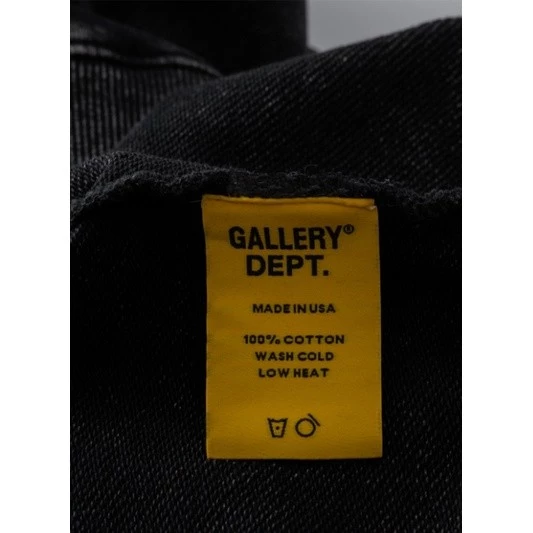 GALLERY®
DEPT.
MADE IN USA
100% COTTON
WASH COLD
LOW HEAT